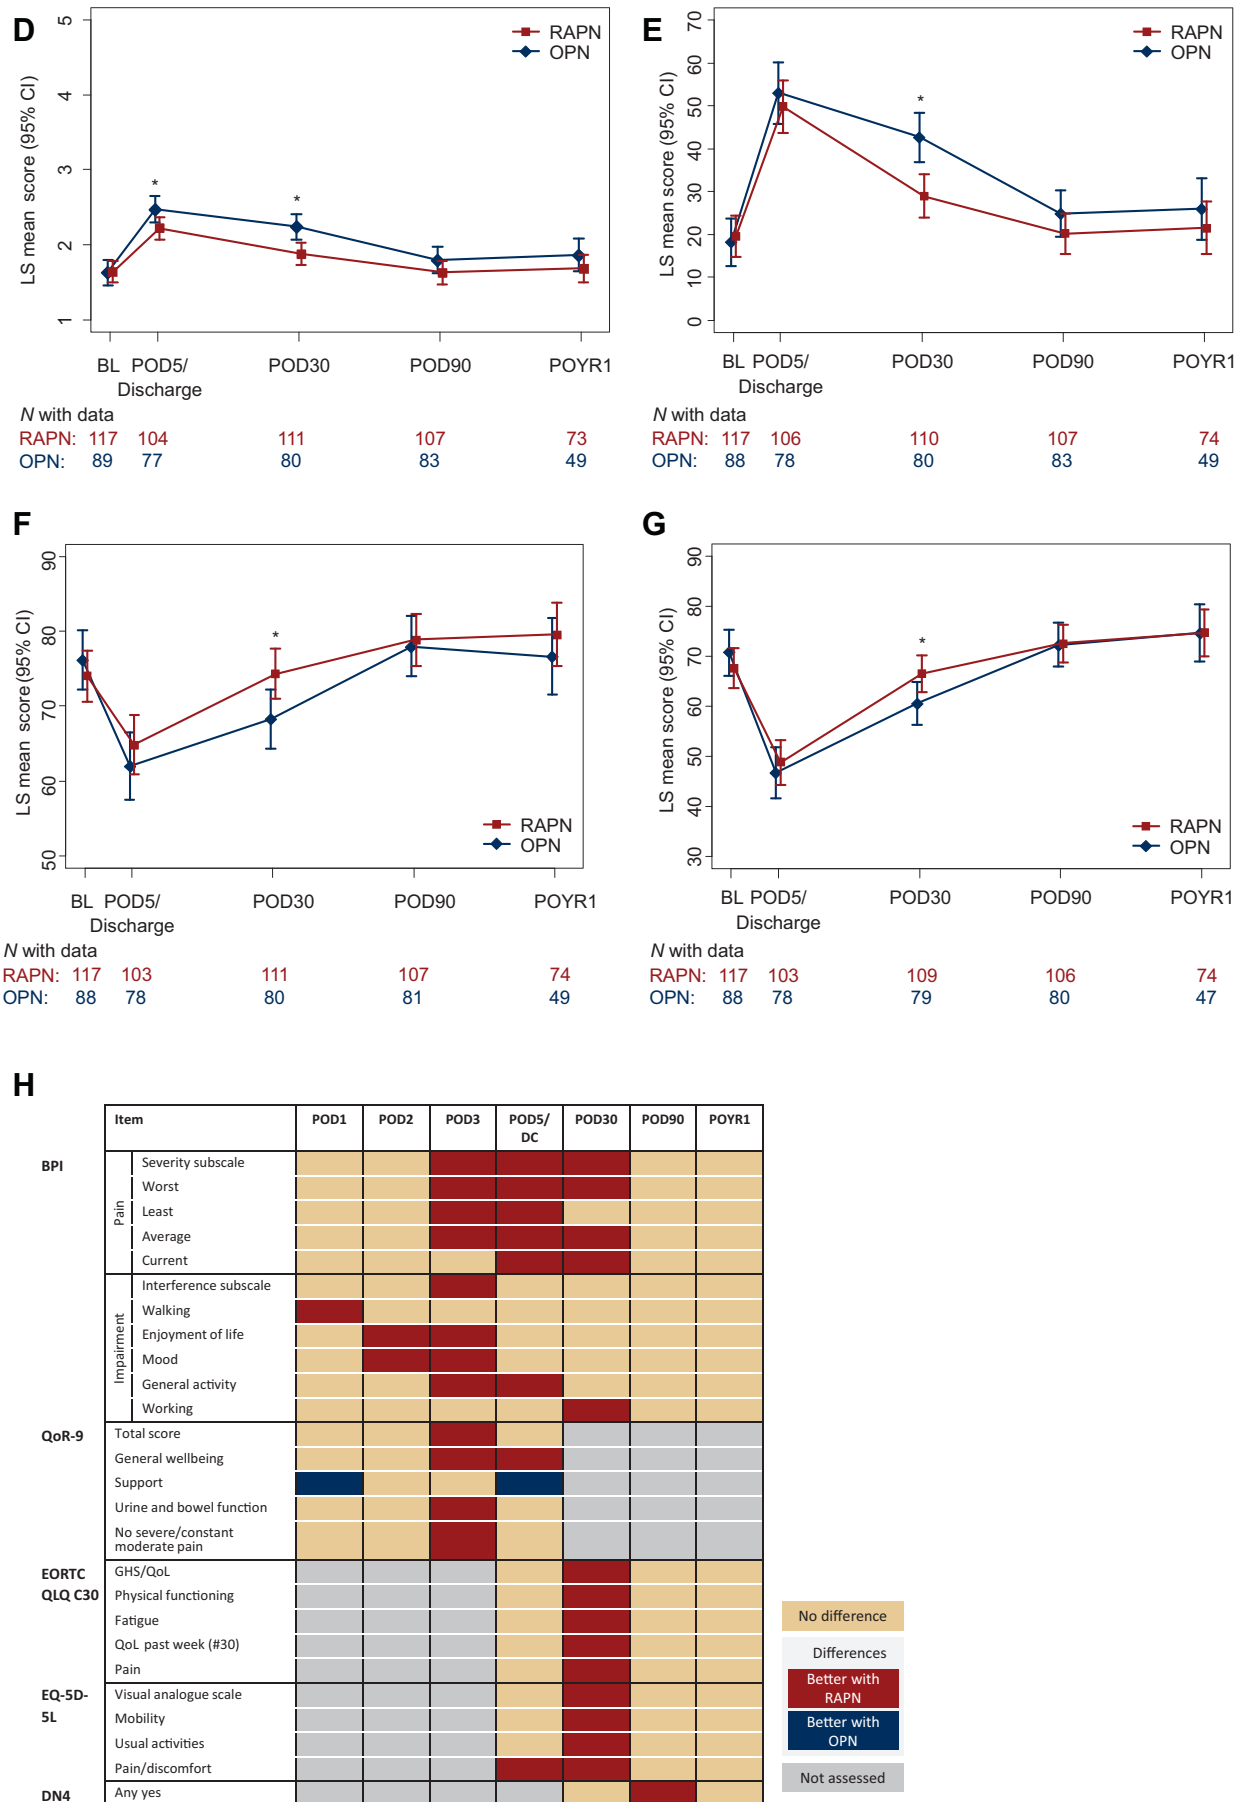 D
5
4
3
2
1
LS mean score (95% CI)
RAPN
OPN
*
*
BL POD5/ POD30 POD90 POYR1
Discharge
N with data
RAPN: 117 104 111 107 73
OPN: 89 77 80 83 49
E
70
60
50
40
30
20
10
0
LS mean score (95% CI)
RAPN
OPN
*
BL POD5/ POD30 POD90 POYR1
Discharge
N with data
RAPN: 117 106 110 107 74
OPN: 88 78 80 83 49
F
90
80
70
60
50
LS mean score (95% CI)
*
RAPN
OPN
BL POD5/ POD30 POD90 POYR1
Discharge
N with data
RAPN: 117 103 111 107 74
OPN: 88 78 80 81 49
G
90
80
70
60
50
40
30
LS mean score (95% CI)
*
RAPN
OPN
BL POD5/ POD30 POD90 POYR1
Discharge
N with data
RAPN: 117 103 109 106 74
OPN: 88 78 79 80 47
H
Item POD1 POD2 POD3 POD5/ POD30 POD90 POYR1
DC
BPI
Pain
Severity subscale
Worst
Least
Average
Current
Impairment
Interference subscale
Walking
Enjoyment of life
Mood
General activity
Working
QoR-9
Total score
General wellbeing
Support
Urine and bowel function
No severe/constant
moderate pain
EORTC
QLQ C30
GHS/QoL
Physical functioning
Fatigue
QoL past week (#30)
Pain
EQ-5D-
5L
Visual analogue scale
Mobility
Usual activities
Pain/discomfort
DN4
Any yes
No difference
Differences
Better with
RAPN
Better with
OPN
Not assessed